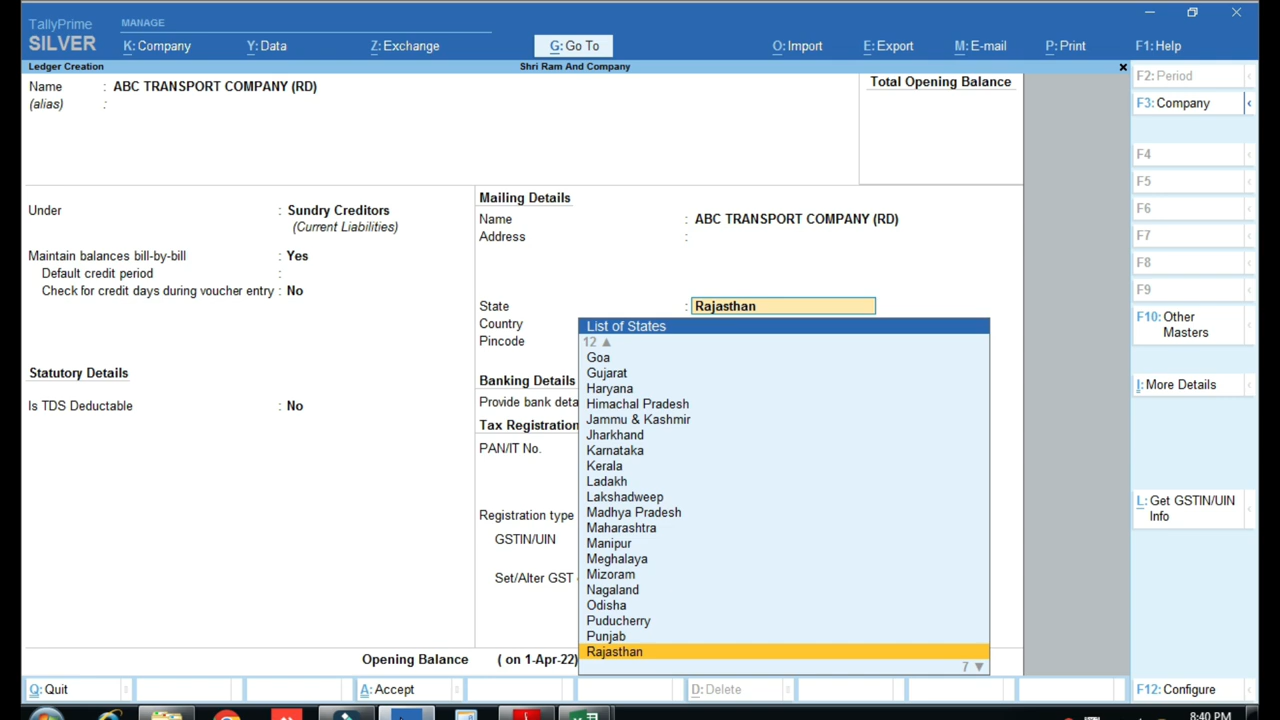 TallyPrime
SILVER
MANAGE
K: Company
Y: Data
Z: Exchange
G: Go To
O: Import
E: Export
M: E-mail
P: Print
F1: Help
Ledger Creation
Shri Ram And Company
Name : ABC TRANSPORT COMPANY (RD)
(alias) :
Total Opening Balance
Under : Sundry Creditors
(Current Liabilities)
Maintain balances bill-by-bill : Yes
Default credit period :
Check for credit days during voucher entry : No
Statutory Details
Is TDS Deductable : No
Mailing Details
Name : ABC TRANSPORT COMPANY (RD)
Address :
State : Rajasthan
Country
Pincode
Banking Details
Provide bank deta
Tax Registration
PAN/IT No.
Registration type
GSTIN/UIN
Set/Alter GST
List of States
12 ▲
Goa
Gujarat
Haryana
Himachal Pradesh
Jammu & Kashmir
Jharkhand
Karnataka
Kerala
Ladakh
Lakshadweep
Madhya Pradesh
Maharashtra
Manipur
Meghalaya
Mizoram
Nagaland
Odisha
Puducherry
Punjab
Rajasthan
7 ▼
Opening Balance ( on 1-Apr-22)
F2: Period
F3: Company
F4
F5
F6
F7
F8
F9
F10: Other
Masters
I: More Details
L: Get GSTIN/UIN
Info
Q: Quit
A: Accept
D: Delete
F12: Configure
8:40 PM